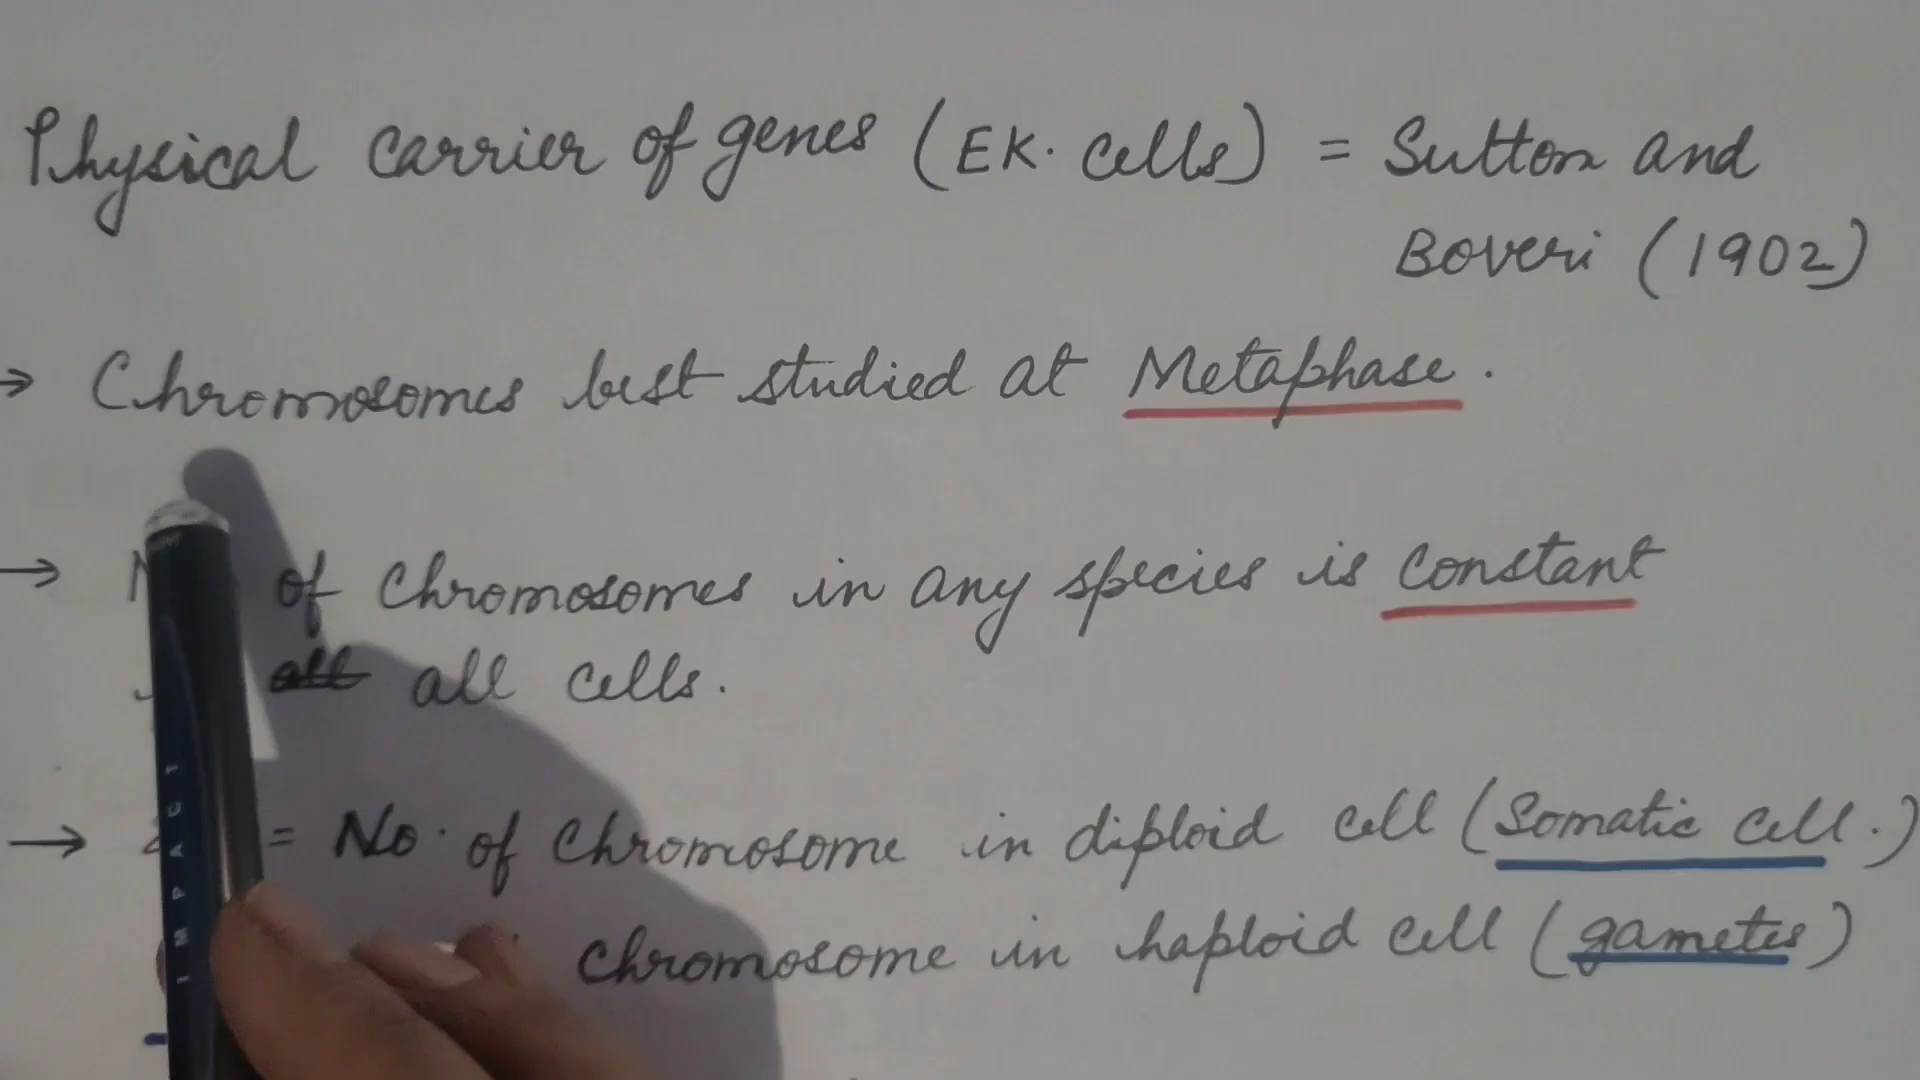 Physical carrier of genes (EK. cells) = Sutton and
Boveri (1902)
→ Chromosomes best studied at Metaphase.
→ of chromosomes in any species is constant
all all cells.
→ = No. of chromosome in diploid cell (Somatic cell.)
chromosome in haploid cell (gametes)
IMPACT